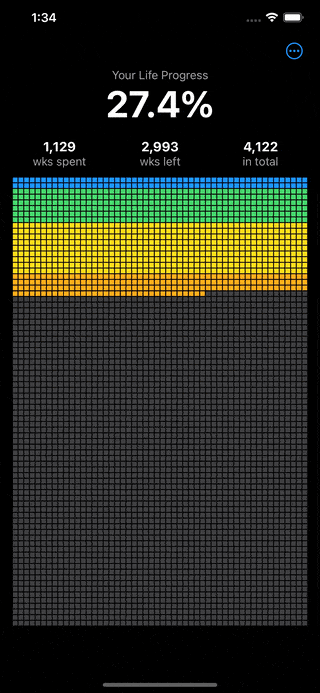 1:34
Your Life Progress
27.4%
1,129 2,993 4,122
wks spent wks left in total